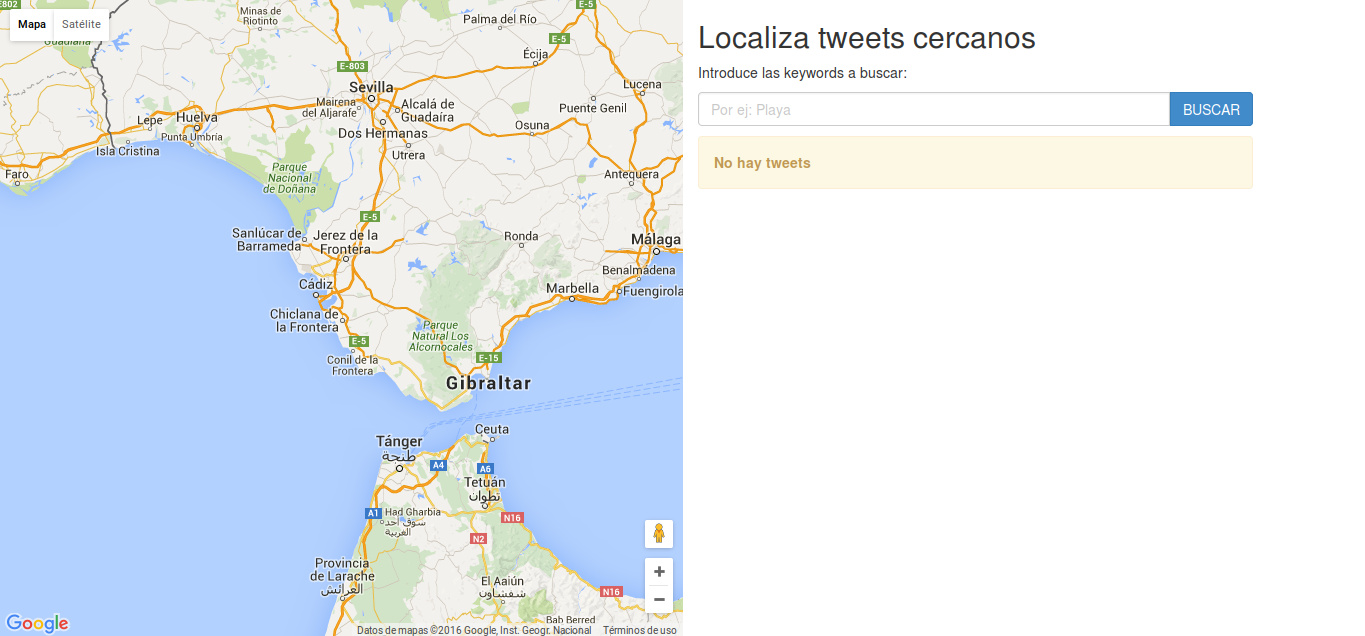 E-802
Mapa
Satélite
Guadiana
Minas de
Riotinto
E-5
Palma del Río
E-5
Écija
E-803
Sevilla
Lucena
Mairena
del Aljarafe
Alcalá de
Guadaíra
Puente Genil
Lepe
Huelva
Osuna
Punta Umbría
Dos Hermanas
Isla Cristina
Utrera
Faro
Parque
Nacional
de Doñana
Antequera
E-5
Sanlúcar de
Barrameda
Jerez de la
Frontera
Ronda
Málaga
Benalmádena
Cádiz
Marbella
Fuengirola
Chiclana de
la Frontera
Parque
Natural Los
Alcornocales
E-5
E-15
Conil de la
Frontera
Gibraltar
Ceuta
Tánger
طنجة
A4
A6
Tetuán
تطوان
A1
Had Gharbia
سوق أحد
الغربية
N16
N2
Provincia
de Larache
العرائش
El Aaiún
شفشاون
N16
Bab Berred
Google
Datos de mapas ©2016 Google, Inst. Geogr. Nacional
Términos de uso
Localiza tweets cercanos
Introduce las keywords a buscar:
Por ej: Playa
BUSCAR
No hay tweets